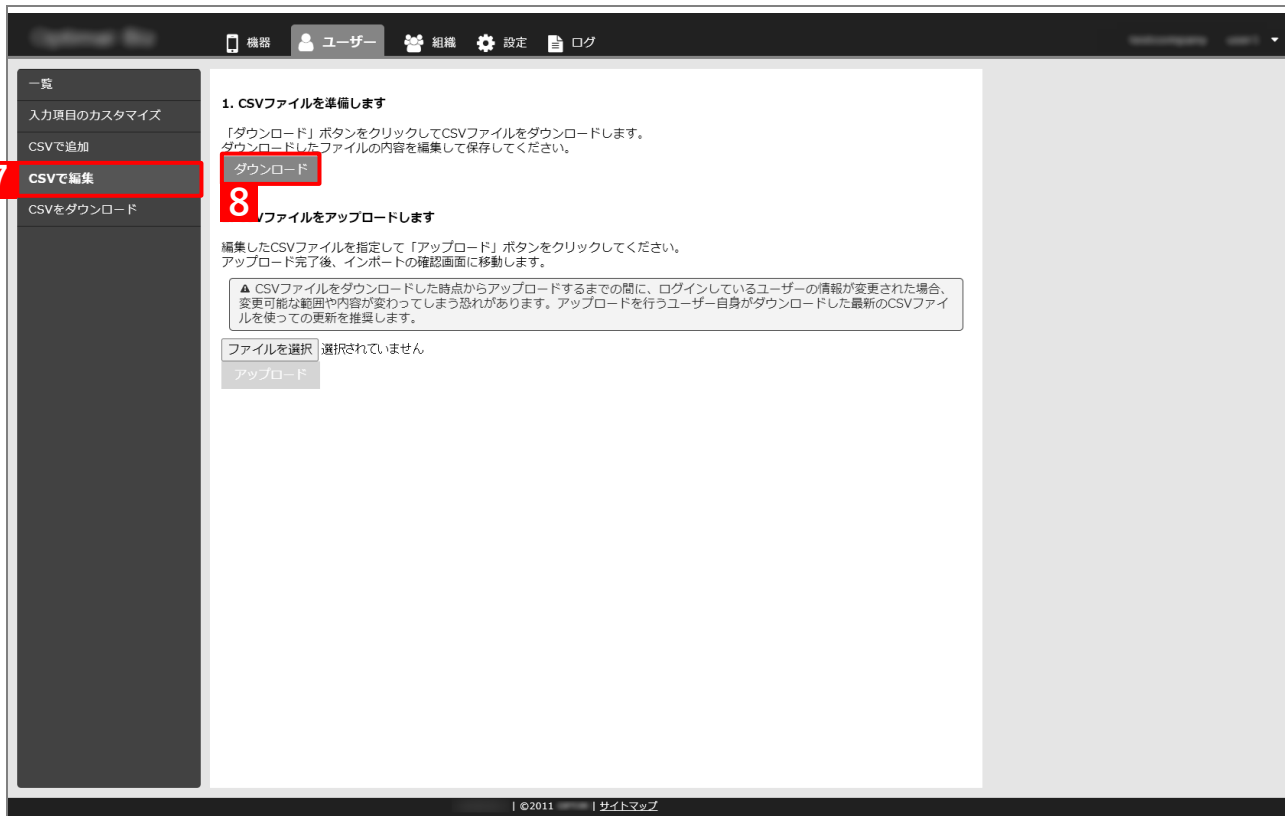 機器 ユーザー 組織 設定 ログ
一覧
入力項目のカスタマイズ
CSVで追加
7
CSVで編集
CSVをダウンロード
1. CSVファイルを準備します
「ダウンロード」ボタンをクリックしてCSVファイルをダウンロードします。
ダウンロードしたファイルの内容を編集して保存してください。
ダウンロード
8
Vファイルをアップロードします
編集したCSVファイルを指定して「アップロード」ボタンをクリックしてください。
アップロード完了後、インポートの確認画面に移動します。
CSVファイルをダウンロードした時点からアップロードするまでの間に、ログインしているユーザーの情報が変更された場合、
変更可能な範囲や内容が変わってしまう恐れがあります。アップロードを行うユーザー自身がダウンロードした最新のCSVファイ
ルを使っての更新を推奨します。
ファイルを選択 選択されていません
アップロード
| ©2011 | サイトマップ